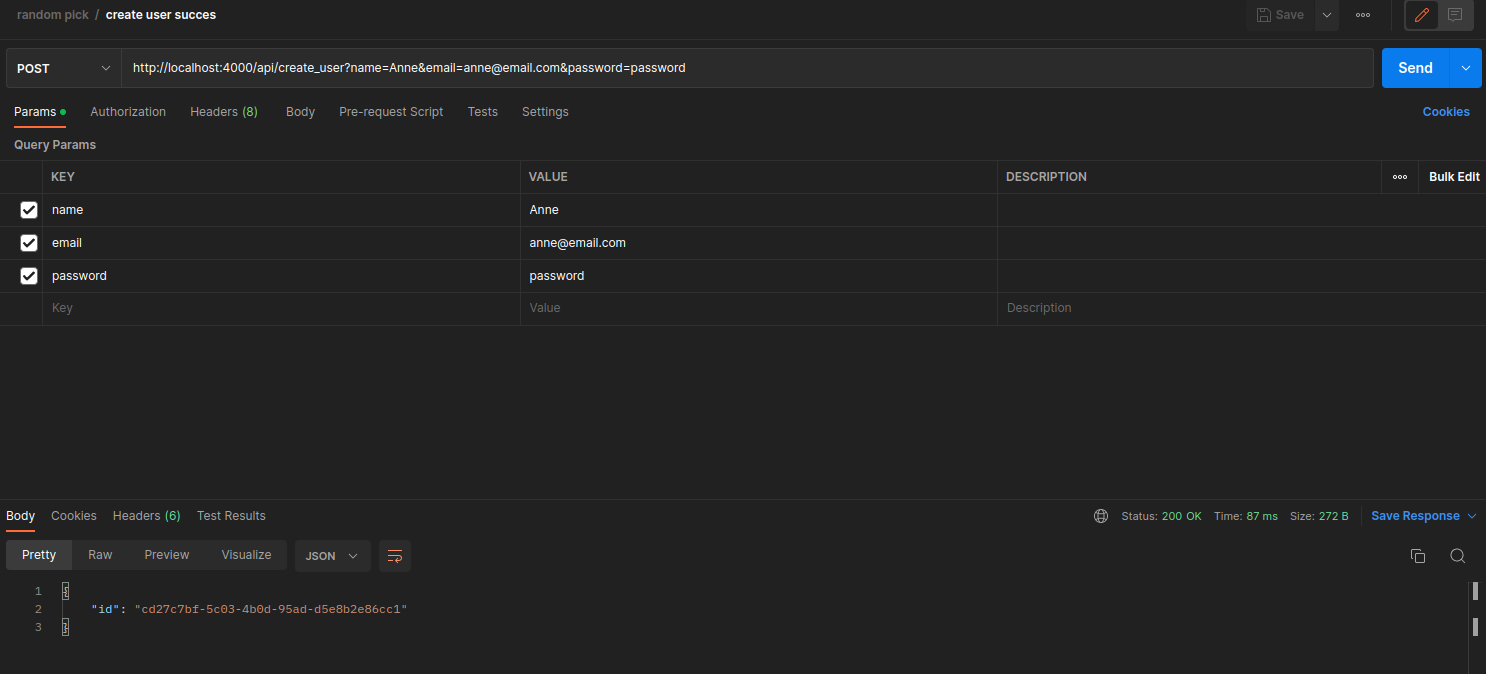 random pick / create user succes
Save
POST http://localhost:4000/api/create_user?name=Anne&email=anne@email.com&password=password Send
Params Authorization Headers (8) Body Pre-request Script Tests Settings Cookies
Query Params
KEY VALUE DESCRIPTION Bulk Edit
name Anne
email anne@email.com
password password
Key Value Description
Body Cookies Headers (6) Test Results Status: 200 OK Time: 87 ms Size: 272 B Save Response
Pretty Raw Preview Visualize JSON
1 {
2 "id": "cd27c7bf-5c03-4b0d-95ad-d5e8b2e86cc1"
3 }